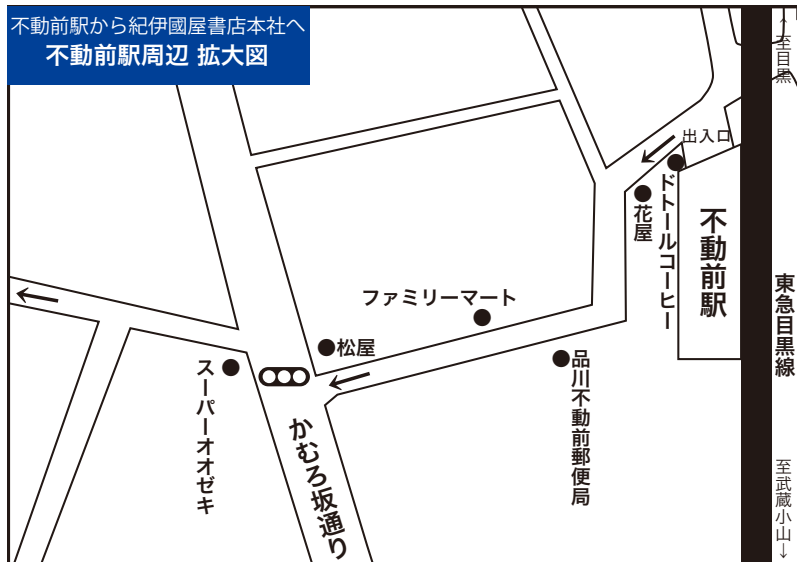 不動前駅から紀伊國屋書店本社へ
不動前駅周辺 拡大図
←至目黒
出入口
ドトールコーヒー
花屋
不動前駅
東急目黒線
ファミリーマート
松屋
スーパーオオゼキ
品川不動前郵便局
かむろ坂通り
至武蔵小山→